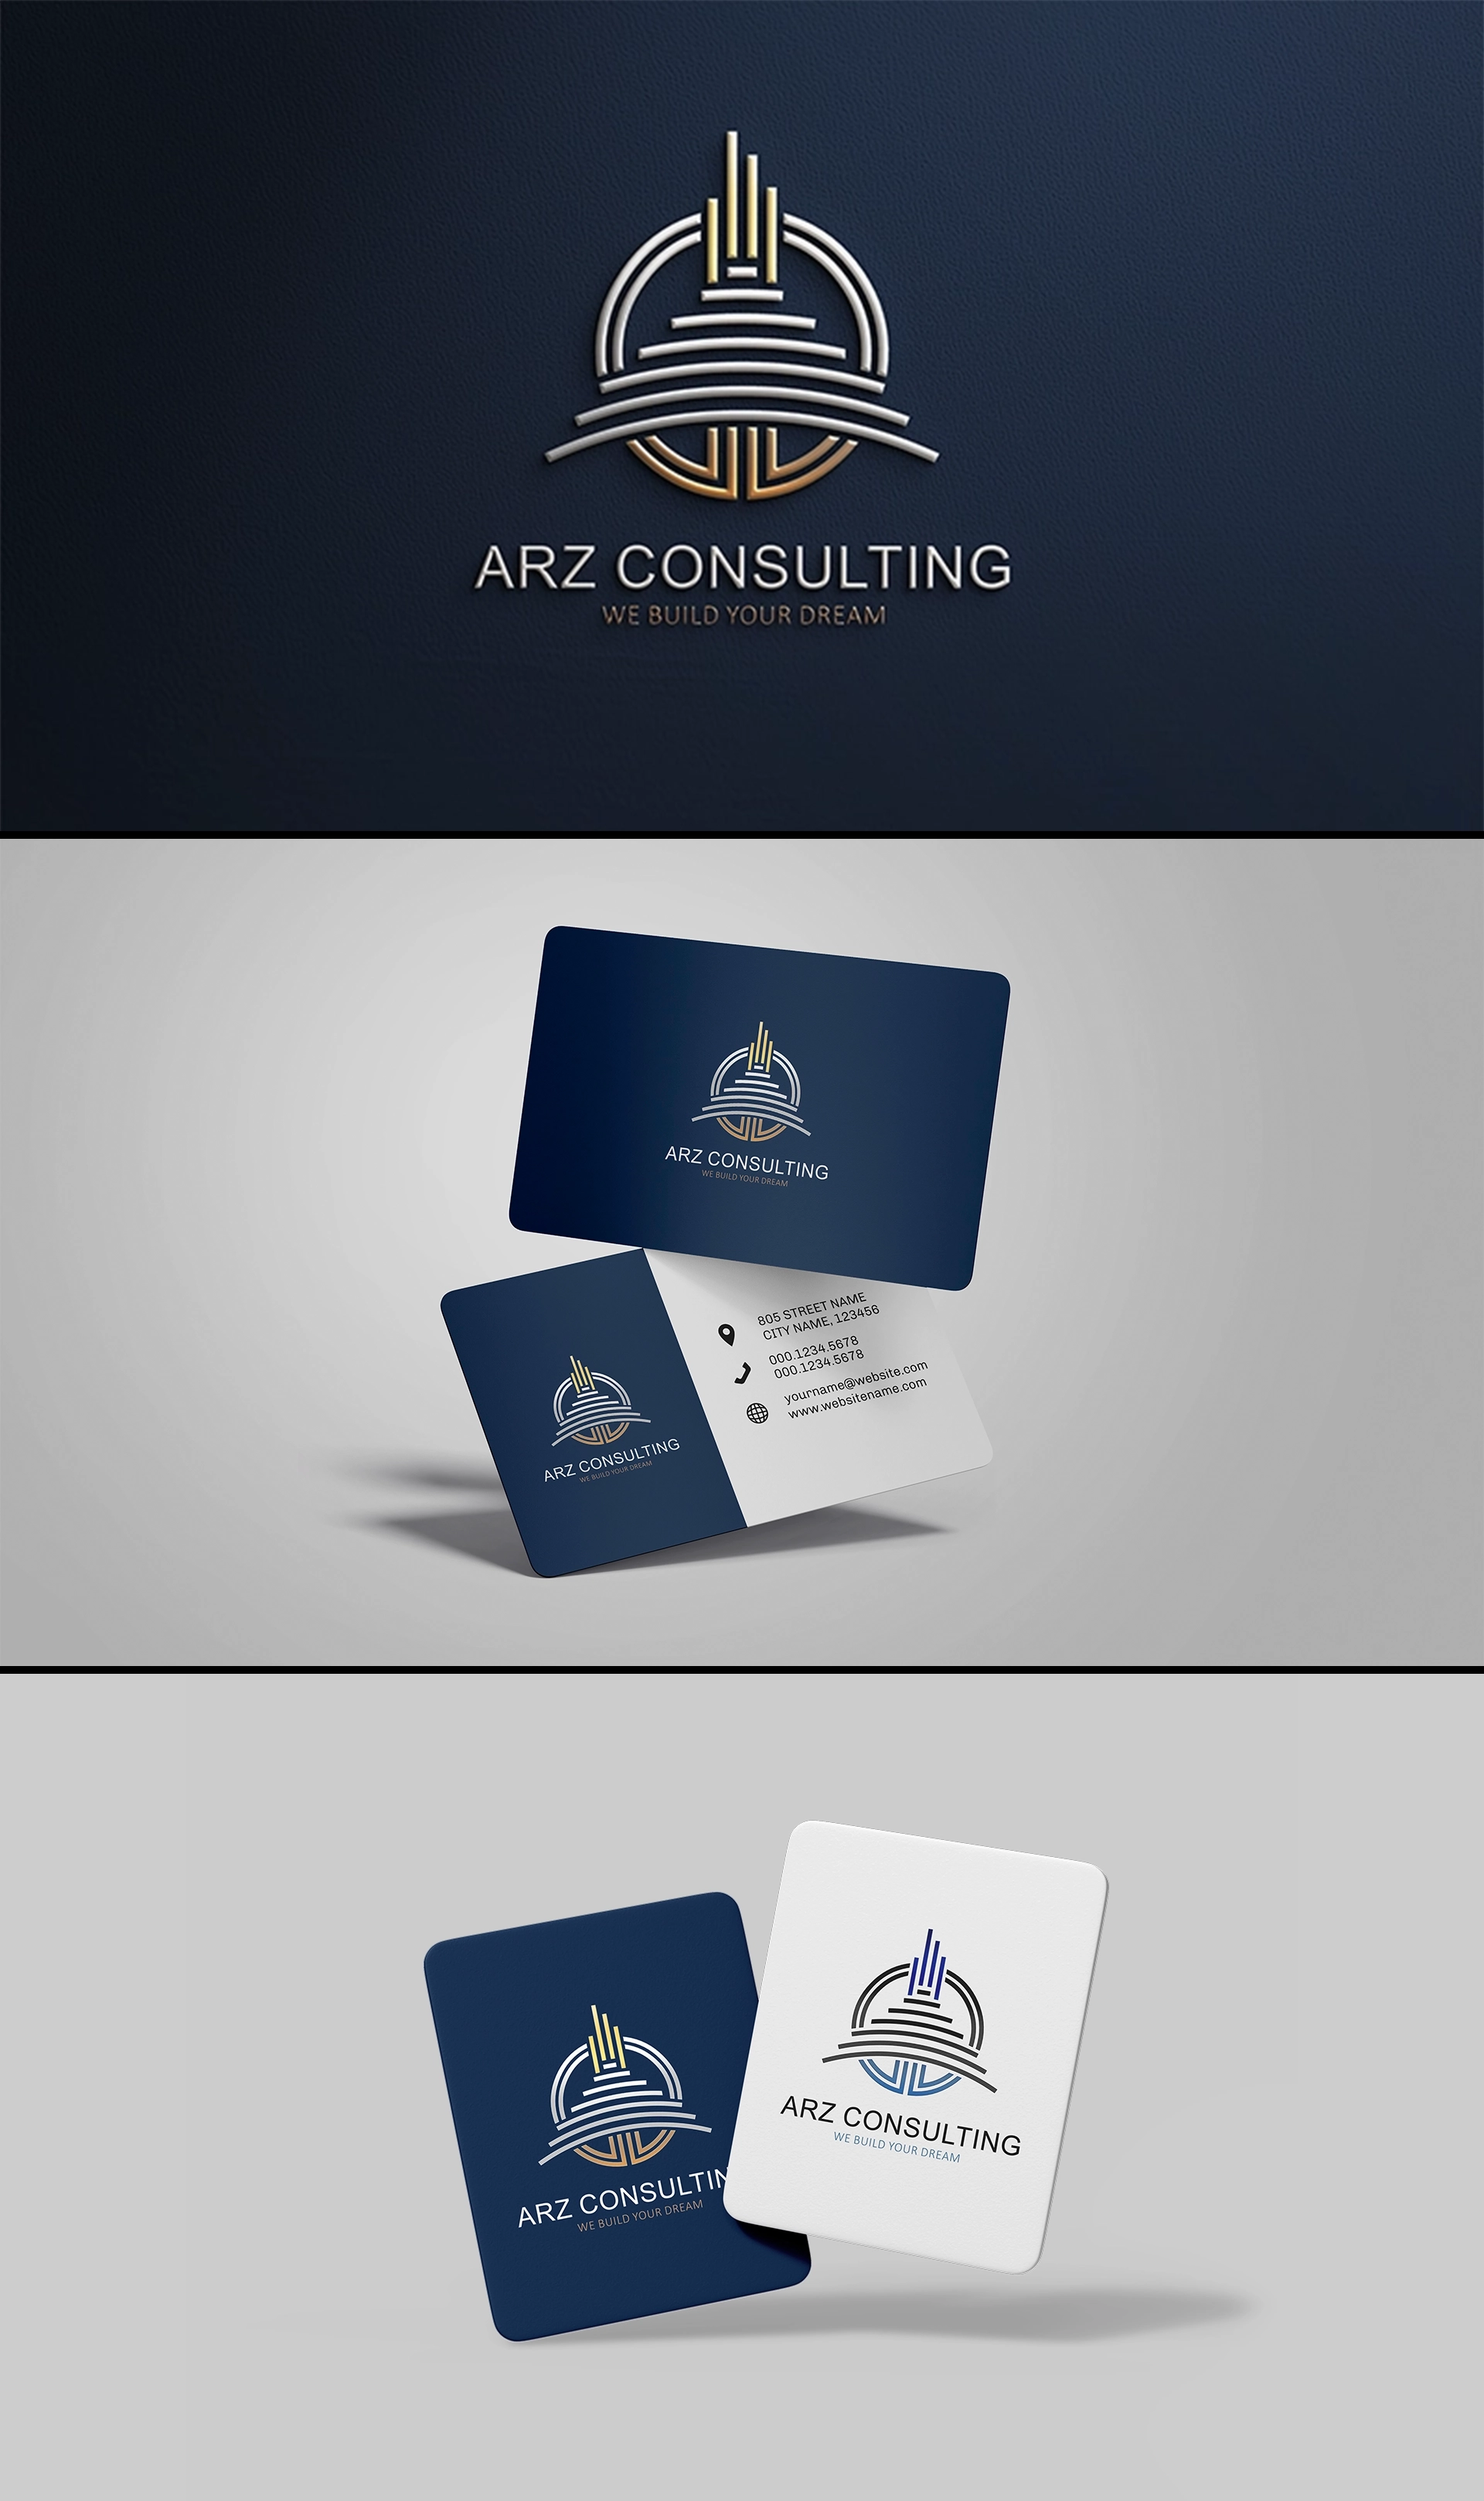 ARZ CONSULTING
WE BUILD YOUR DREAM
ARZ CONSULTING
WE BUILD YOUR DREAM
805 STREET NAME
CITY NAME, 123456
000.1234.5678
000.1234.5678
yourname@website.com
www.websitename.com
ARZ CONSULTING
WE BUILD YOUR DREAM
ARZ CONSULTING
WE BUILD YOUR DREAM
ARZ CONSULTIN
WE BUILD YOUR DREAM